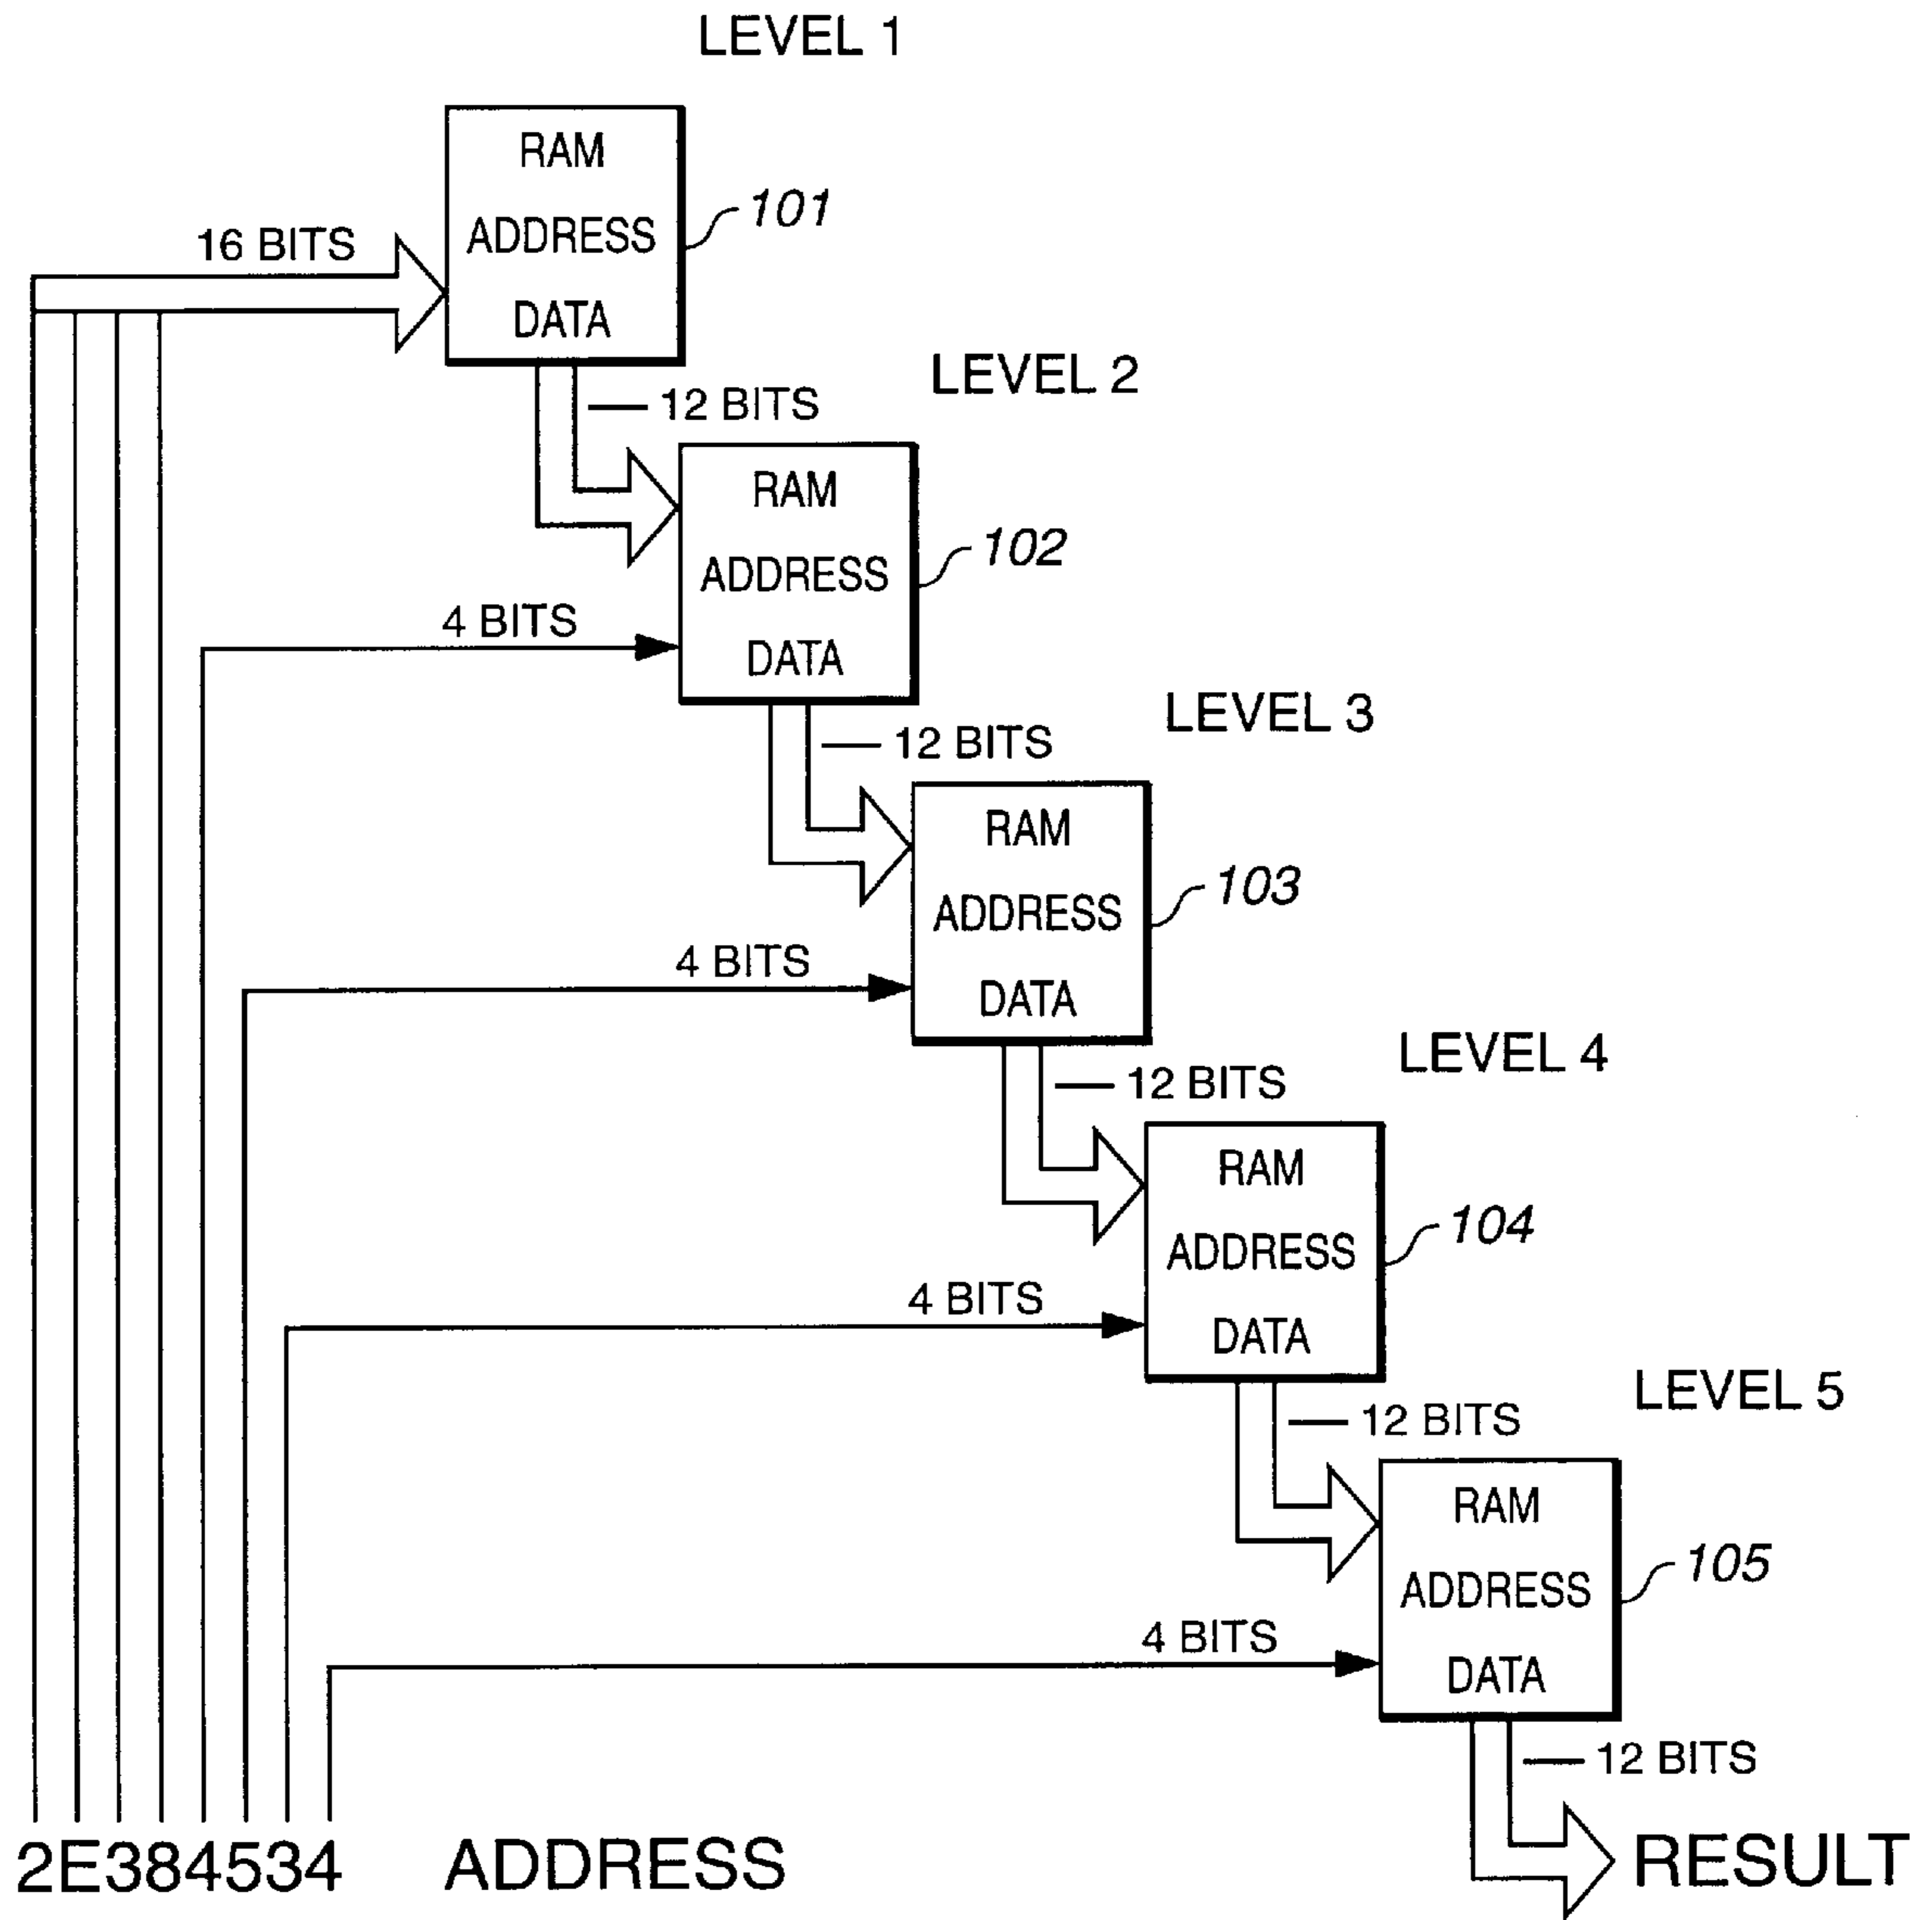 LEVEL 1
RAM
ADDRESS
DATA
101
16 BITS
12 BITS
LEVEL 2
RAM
ADDRESS
DATA
102
4 BITS
12 BITS
LEVEL 3
RAM
ADDRESS
DATA
103
4 BITS
12 BITS
LEVEL 4
RAM
ADDRESS
DATA
104
4 BITS
12 BITS
LEVEL 5
RAM
ADDRESS
DATA
105
4 BITS
12 BITS
2E384534 ADDRESS
RESULT